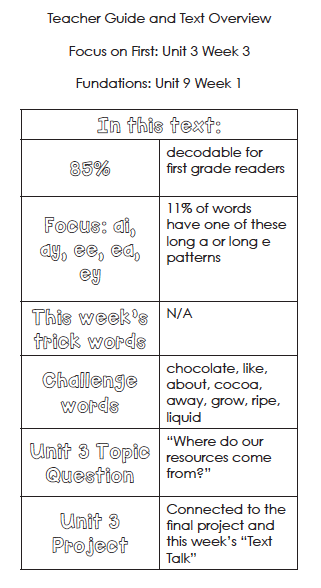 Teacher Guide and Text Overview
Focus on First: Unit 3 Week 3
Fundations: Unit 9 Week 1
In this text:
85%
decodable for
first grade readers
Focus: ai,
ay, ee, ea,
ey
11% of words
have one of these
long a or long e
patterns
This week's
trick words
N/A
Challenge
words
chocolate, like,
about, cocoa,
away, grow, ripe,
liquid
Unit 3 Topic
Question
"Where do our
resources come
from?"
Unit 3
Project
Connected to the
final project and
this week's "Text
Talk"